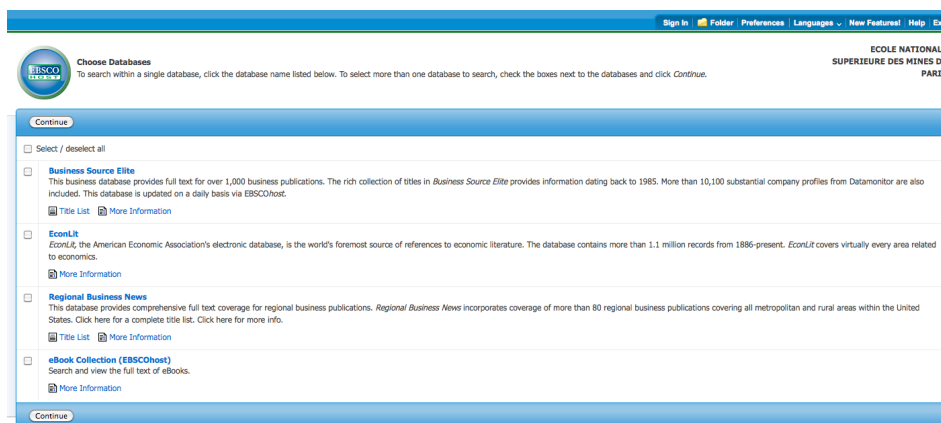 Sign In Folder Preferences Languages New Features! Help
ECOLE NATIONAL
SUPERIEURE DES MINES D
PARI
EBSCO
HOST
Choose Databases
To search within a single database, click the database name listed below. To select more than one database to search, check the boxes next to the databases and click Continue.
Continue
Select / deselect all
Business Source Elite
This business database provides full text for over 1,000 business publications. The rich collection of titles in Business Source Elite provides information dating back to 1985. More than 10,100 substantial company profiles from Datamonitor are also
included. This database is updated on a daily basis via EBSCOhost.
Title List More Information
EconLit
EconLit, the American Economic Association's electronic database, is the world's foremost source of references to economic literature. The database contains more than 1.1 million records from 1886-present. EconLit covers virtually every area related
to economics.
More Information
Regional Business News
This database provides comprehensive full text coverage for regional business publications. Regional Business News incorporates coverage of more than 80 regional business publications covering all metropolitan and rural areas within the United
States. Click here for a complete title list. Click here for more info.
Title List More Information
eBook Collection (EBSCOhost)
Search and view the full text of eBooks.
More Information
Continue